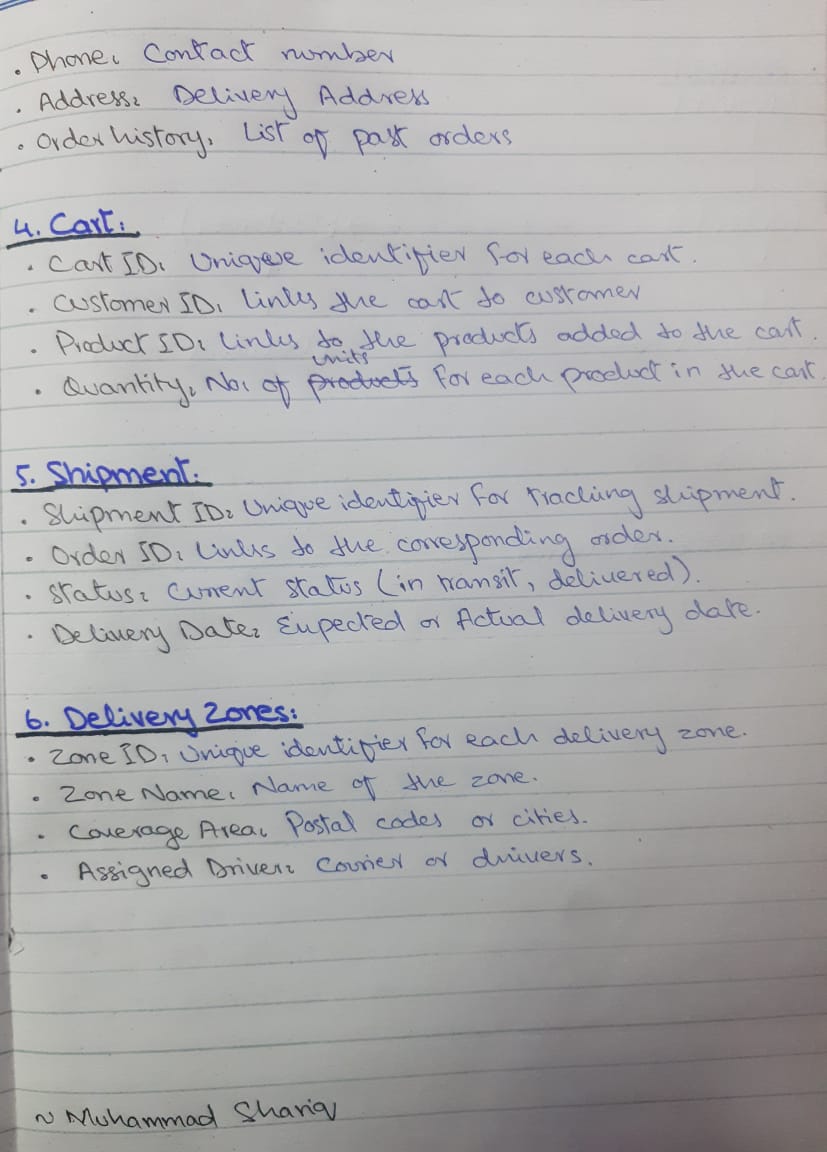 . Phone: Contact number
. Address: Delivery Address
. Order history: List of past orders
4. Cart:
. Cart ID: Unique identifier for each cart.
. Customer ID: Links the cart to customer
. Product ID: Links to the products added to the cart.
units
. Quantity: No: of products for each product in the cart.
5. Shipment:
. Shipment ID: Unique identifier for tracking shipment.
. Order ID: Links to the corresponding order.
. Status: Current status (in transit, delivered).
. Delivery Date: Expected or Actual delivery date.
6. Delivery Zones:
. Zone ID: Unique identifier for each delivery zone.
. Zone Name: Name of the zone.
. Coverage Area: Postal codes or cities.
. Assigned Driver: Courier or drivers.
~ Muhammad Shariq